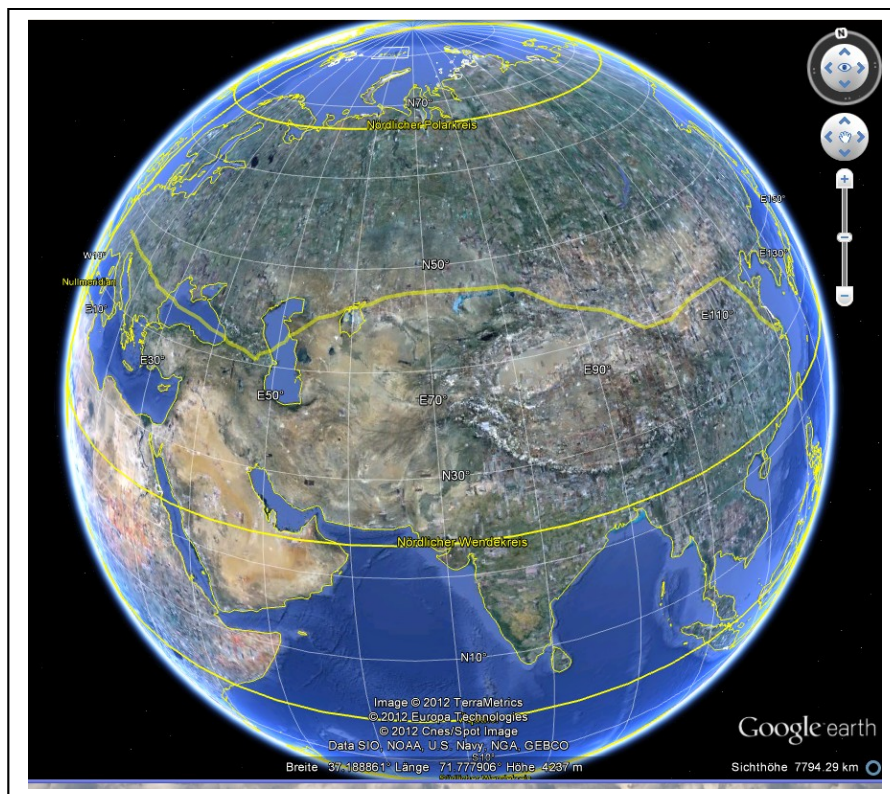 N
N70
Nördlicher Polarkreis
E150°
W10°
N50°
E130°
Nullmeridian
E10°
E110°
E30°
E90°
E50°
E70°
N30°
Nördlicher Wendekreis
N10°
Image © 2012 TerraMetrics
© 2012 Europa Technologies
© 2012 Cnes/Spot Image
Data SIO, NOAA, U.S. Navy, NGA, GEBCO
Google earth
S10°
Breite 37.188861° Länge 71.777906° Höhe 4237 m
Sichthöhe 7794.29 km